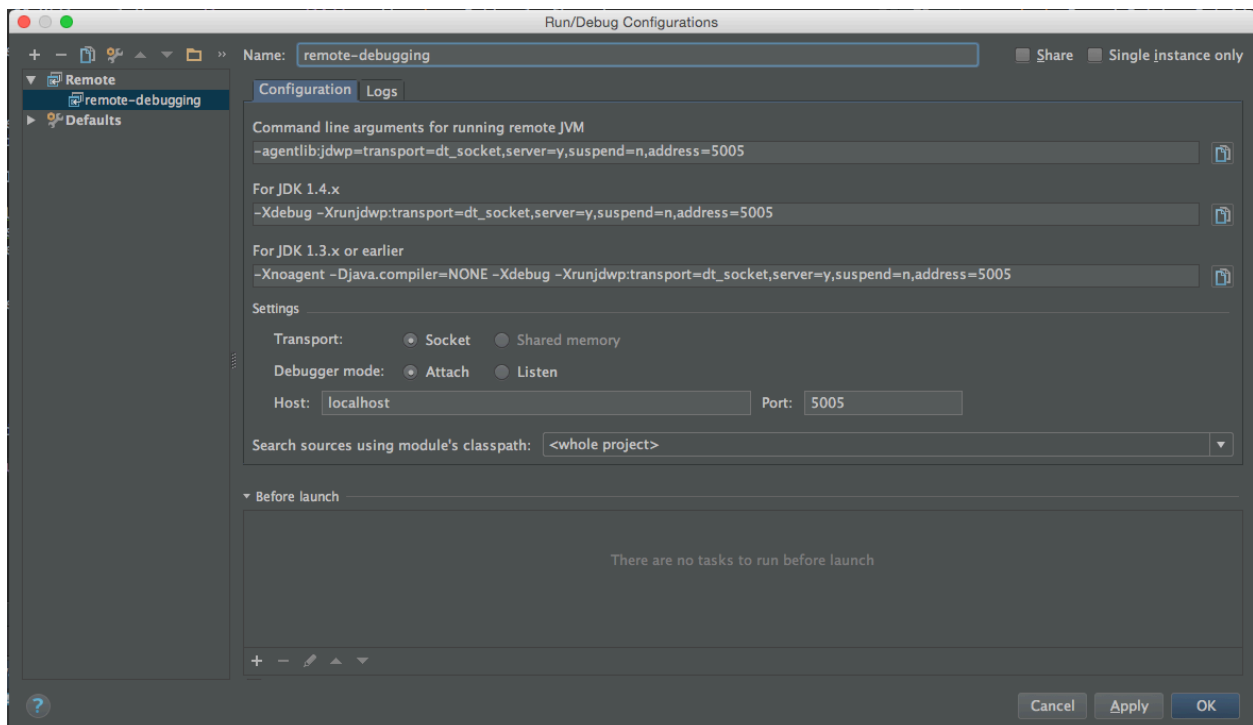 Run/Debug Configurations
Name: remote-debugging Share Single instance only
Remote
remote-debugging
Defaults
Configuration Logs
Command line arguments for running remote JVM
-agentlib:jdwp=transport=dt_socket,server=y,suspend=n,address=5005
For JDK 1.4.x
-Xdebug -Xrunjdwp:transport=dt_socket,server=y,suspend=n,address=5005
For JDK 1.3.x or earlier
-Xnoagent -Djava.compiler=NONE -Xdebug -Xrunjdwp:transport=dt_socket,server=y,suspend=n,address=5005
Settings
Transport: Socket Shared memory
Debugger mode: Attach Listen
Host: localhost Port: 5005
Search sources using module's classpath: <whole project>
Before launch
There are no tasks to run before launch
? Cancel Apply OK